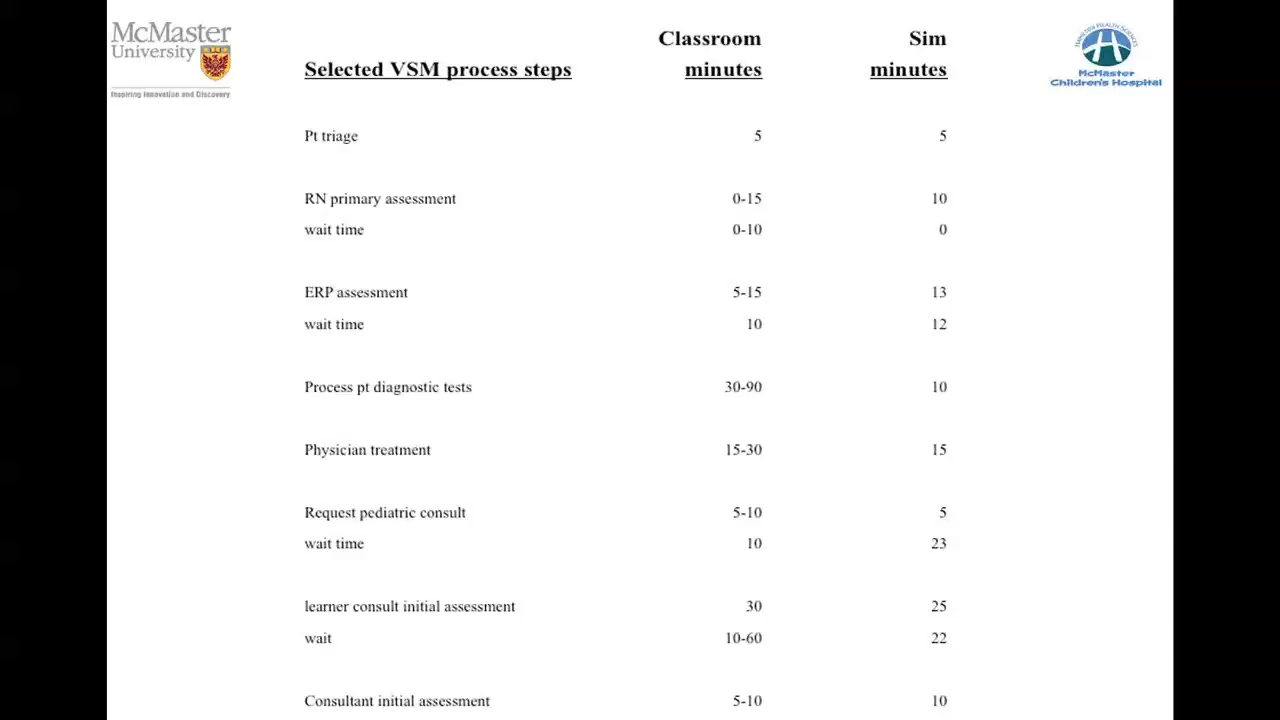 McMaster
University
Inspiring Innovation and Discovery
Classroom Sim
Selected VSM process steps minutes minutes
HAMILTON HEALTH SCIENCES
McMaster
Children's Hospital
Pt triage 5 5
RN primary assessment 0-15 10
wait time 0-10 0
ERP assessment 5-15 13
wait time 10 12
Process pt diagnostic tests 30-90 10
Physician treatment 15-30 15
Request pediatric consult 5-10 5
wait time 10 23
learner consult initial assessment 30 25
wait 10-60 22
Consultant initial assessment 5-10 10